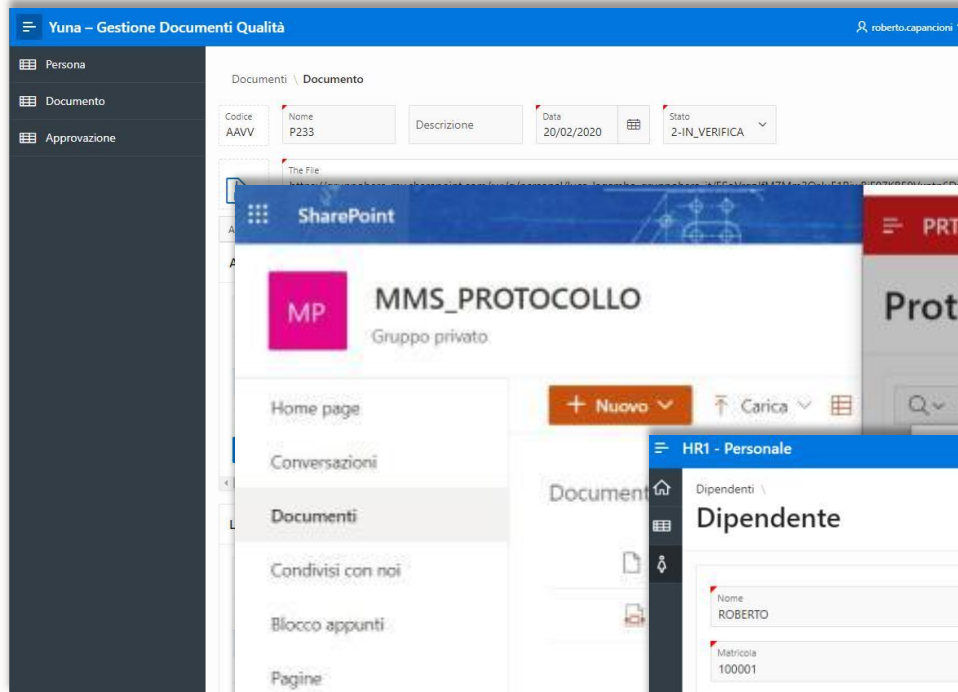 Yuna – Gestione Documenti Qualità
roberto.capancioni
Persona
Documento
Approvazione
Documenti \ Documento
Codice
AAVV
Nome
P233
Descrizione
Data
20/02/2020
Stato
2-IN_VERIFICA
The File
SharePoint
MP
MMS_PROTOCOLLO
Gruppo privato
Home page
Conversazioni
Documenti
Condivisi con noi
Blocco appunti
Pagine
+ Nuovo
Carica
Document
PRT
Prot
HR1 - Personale
Dipendenti \
Dipendente
Nome
ROBERTO
Matricola
100001